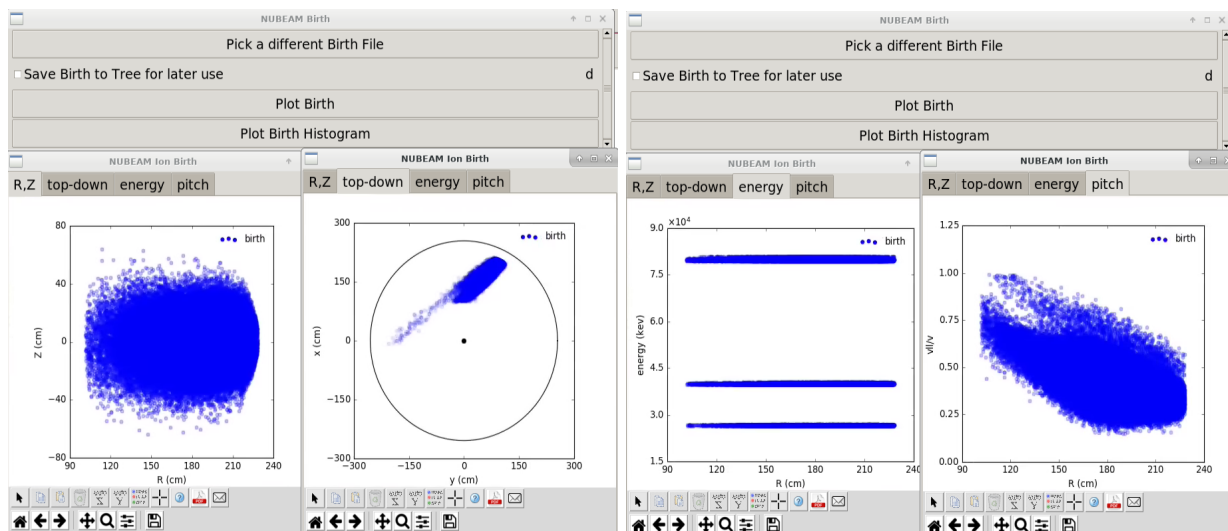 NUBEAM Birth
Pick a different Birth File
Save Birth to Tree for later use d
Plot Birth
Plot Birth Histogram
NUBEAM Ion Birth
R,Z top-down energy pitch
birth
80
40
0
−40
−80
Z (cm)
90 120 150 180 210 240
R (cm)
NUBEAM Ion Birth
R,Z top-down energy pitch
birth
300
150
0
−150
−300
x (cm)
−300 −150 0 150 300
y (cm)
PDF
PDF
NUBEAM Birth
Pick a different Birth File
Save Birth to Tree for later use d
Plot Birth
Plot Birth Histogram
NUBEAM Ion Birth
R,Z top-down energy pitch
×10⁴
birth
9.0
7.5
6.0
4.5
3.0
1.5
energy (kev)
90 120 150 180 210 240
R (cm)
NUBEAM Ion Birth
R,Z top-down energy pitch
birth
1.25
1.00
0.75
0.50
0.25
0.00
vll/v
90 120 150 180 210 240
R (cm)
PDF
PDF